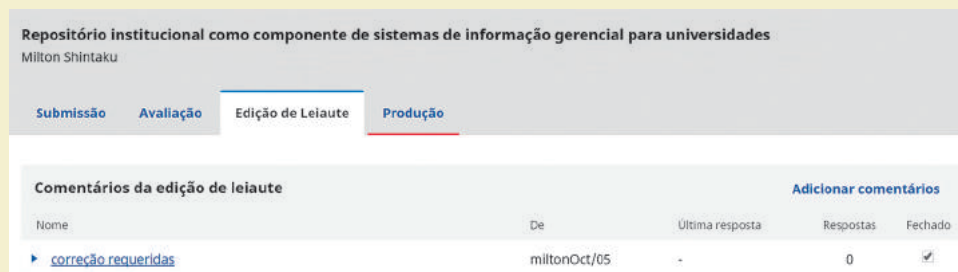 Repositório institucional como componente de sistemas de informação gerencial para universidades
Milton Shintaku
Submissão Avaliação Edição de Leiaute Produção
Comentários da edição de leiaute Adicionar comentários
Nome De Última resposta Respostas Fechado
correção requeridas miltonOct/05 - 0